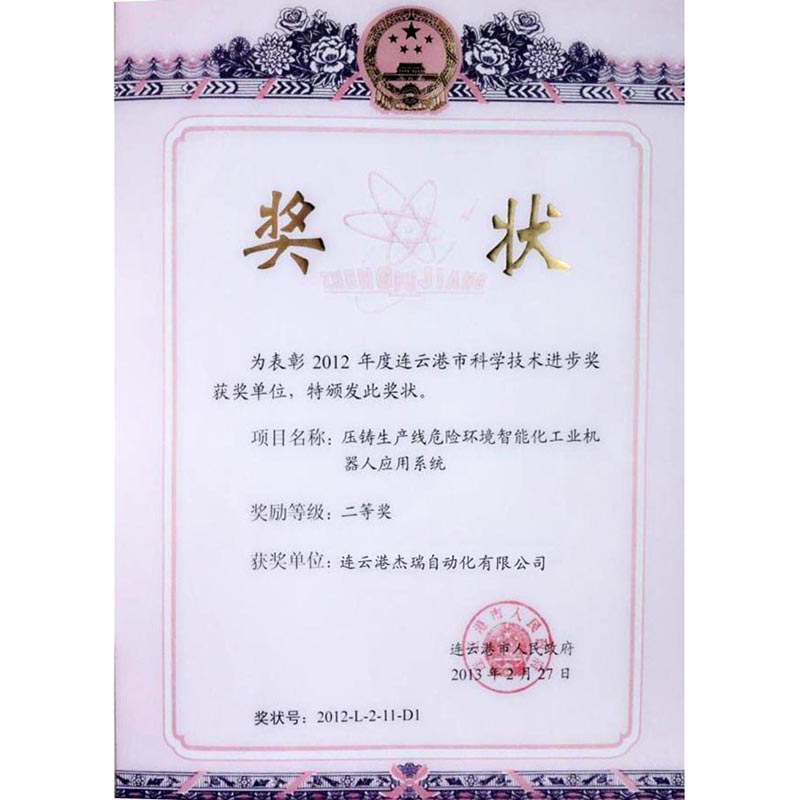 奖 状
为表彰 2012 年度连云港市科学技术进步奖
获奖单位，特颁发此奖状。
项目名称：压铸生产线危险环境智能化工业机
器人应用系统
奖励等级：二等奖
获奖单位：连云港杰瑞自动化有限公司
连云港市人民政府
2013 年 2 月 27 日
奖状号：2012-L-2-11-D1